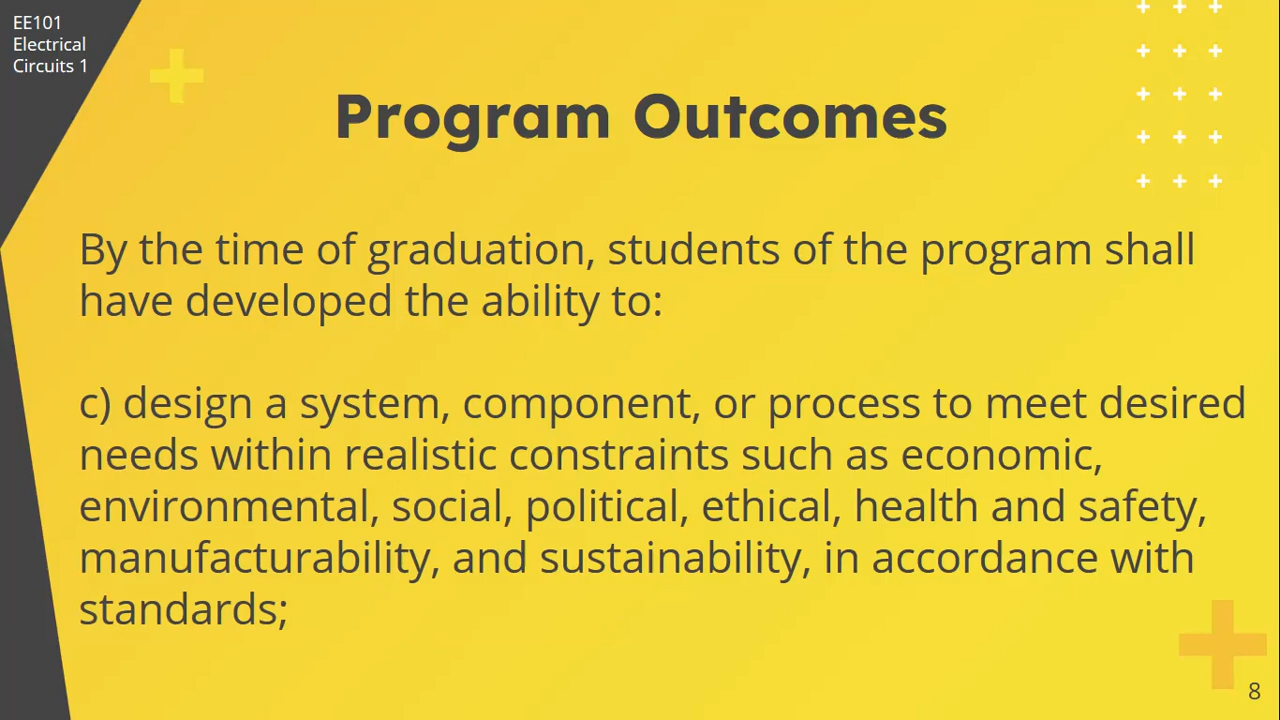 EE101
Electrical
Circuits 1
Program Outcomes
By the time of graduation, students of the program shall
have developed the ability to:
c) design a system, component, or process to meet desired
needs within realistic constraints such as economic,
environmental, social, political, ethical, health and safety,
manufacturability, and sustainability, in accordance with
standards;
8